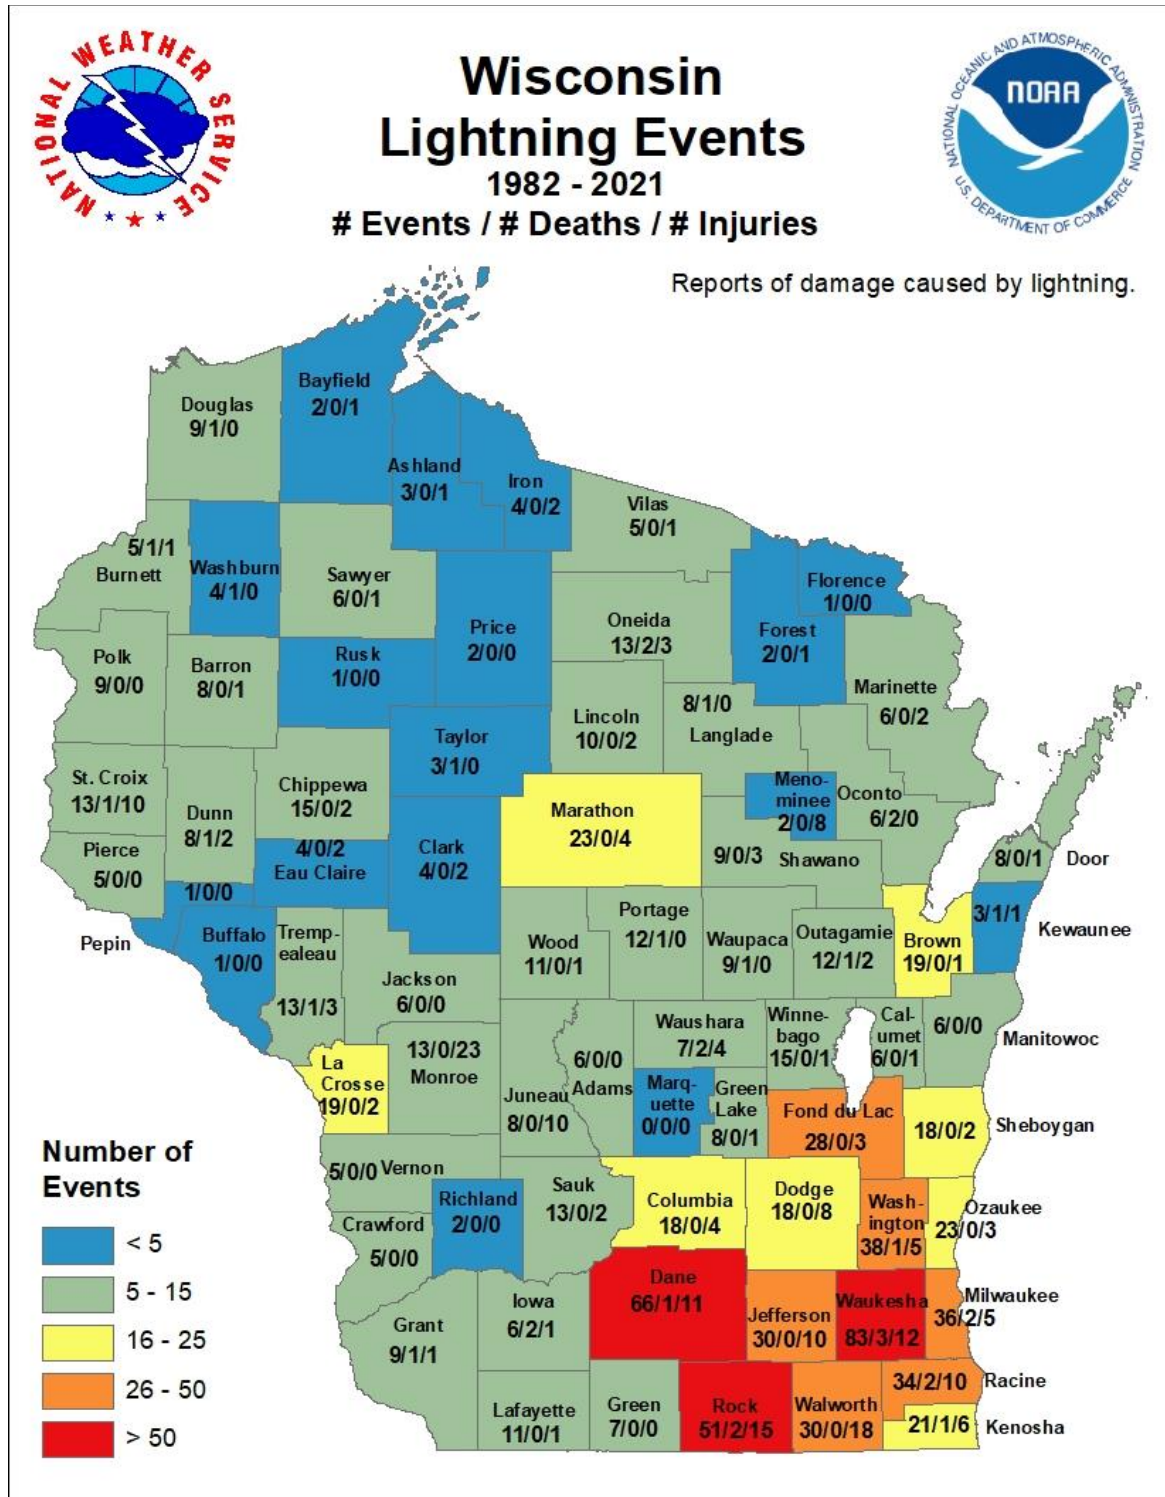 NATIONAL WEATHER SERVICE
Wisconsin
Lightning Events
1982 - 2021
# Events / # Deaths / # Injuries
NATIONAL OCEANIC AND ATMOSPHERIC ADMINISTRATION
NOAA
U.S. DEPARTMENT OF COMMERCE
Reports of damage caused by lightning.
Bayfield
2/0/1
Douglas
9/1/0
Ashland
3/0/1
Iron
4/0/2
Vilas
5/0/1
5/1/1
Burnett
Washburn
4/1/0
Sawyer
6/0/1
Florence
1/0/0
Price
2/0/0
Oneida
13/2/3
Forest
2/0/1
Polk
9/0/0
Barron
8/0/1
Rusk
1/0/0
Marinette
6/0/2
8/1/0
Langlade
Lincoln
10/0/2
Taylor
3/1/0
St. Croix
13/1/10
Chippewa
15/0/2
Dunn
8/1/2
Marathon
23/0/4
Meno-
minee
2/0/8
Oconto
6/2/0
Pierce
5/0/0
4/0/2
Eau Claire
Clark
4/0/2
9/0/3
Shawano
8/0/1
Door
1/0/0
Pepin
Buffalo
1/0/0
Tremp-
ealeau
13/1/3
Jackson
6/0/0
Wood
11/0/1
Portage
12/1/0
Waupaca
9/1/0
Outagamie
12/1/2
Brown
19/0/1
3/1/1
Kewaunee
La
Crosse
19/0/2
13/0/23
Monroe
Juneau
8/0/10
6/0/0
Adams
Waushara
7/2/4
Winne-
bago
15/0/1
Cal-
umet
6/0/1
6/0/0
Manitowoc
Marq-
uette
0/0/0
Green
Lake
8/0/1
Fond du Lac
28/0/3
18/0/2
Sheboygan
Number of
Events
< 5
5 - 15
16 - 25
26 - 50
> 50
5/0/0 Vernon
Richland
2/0/0
Sauk
13/0/2
Columbia
18/0/4
Dodge
18/0/8
Wash-
ington
38/1/5
Ozaukee
23/0/3
Crawford
5/0/0
Dane
66/1/11
Jefferson
30/0/10
Waukesha
83/3/12
Milwaukee
36/2/5
Grant
9/1/1
Iowa
6/2/1
34/2/10
Racine
Lafayette
11/0/1
Green
7/0/0
Rock
51/2/15
Walworth
30/0/18
21/1/6
Kenosha